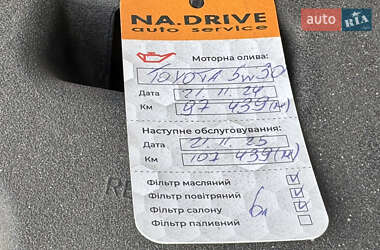 NA.DRIVE
auto service
auto RIA
Моторна олива:
TOYOTA 5W30
Дата 21 11 24
Км 97 439 (м)
Наступне обслуговування:
Дата 21 11 25
Км 107 439 (м)
Фільтр масляний
Фільтр повітряний
Фільтр салону 6л
Фільтр паливний